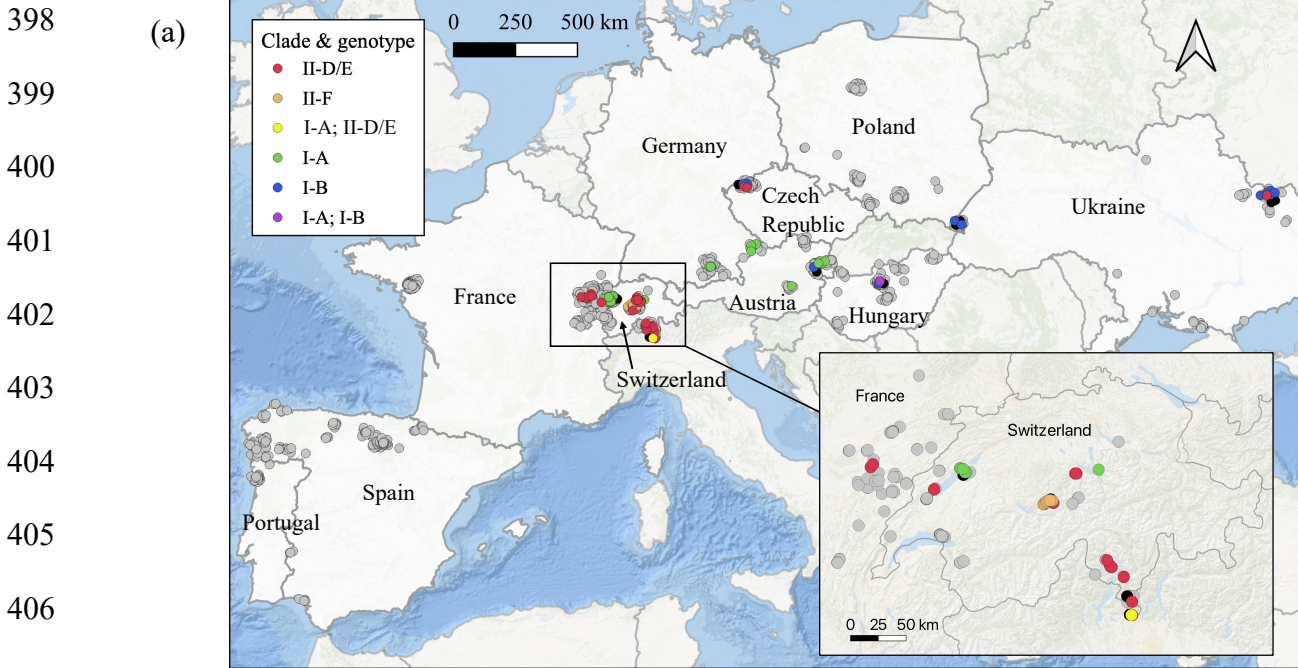 398
(a)
0 250 500 km
Clade & genotype
II-D/E
II-F
I-A; II-D/E
I-A
I-B
I-A; I-B
399
400
401
402
403
404
405
406
Poland
Germany
Czech
Republic
Ukraine
France
Austria
Hungary
Switzerland
Spain
Portugal
France
Switzerland
0 25 50 km